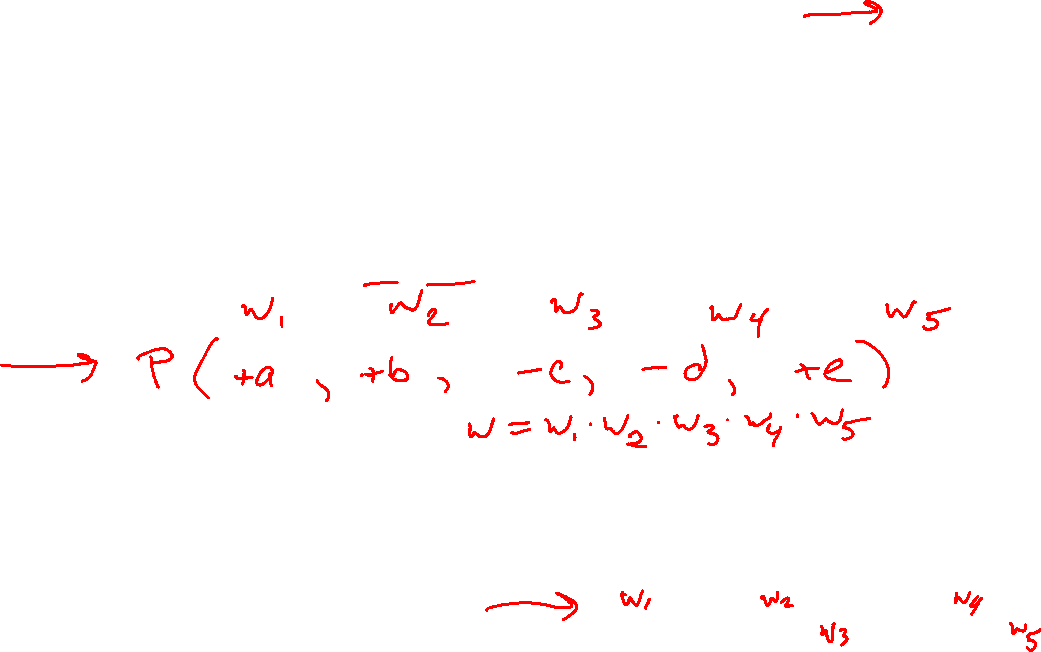 →
w₁ w₂ w₃ w₄ w₅
→ P(+a, +b, -c, -d, +e)
w = w₁ · w₂ · w₃ · w₄ · w₅
→ w₁ w₂ w₄
w₃ w₅